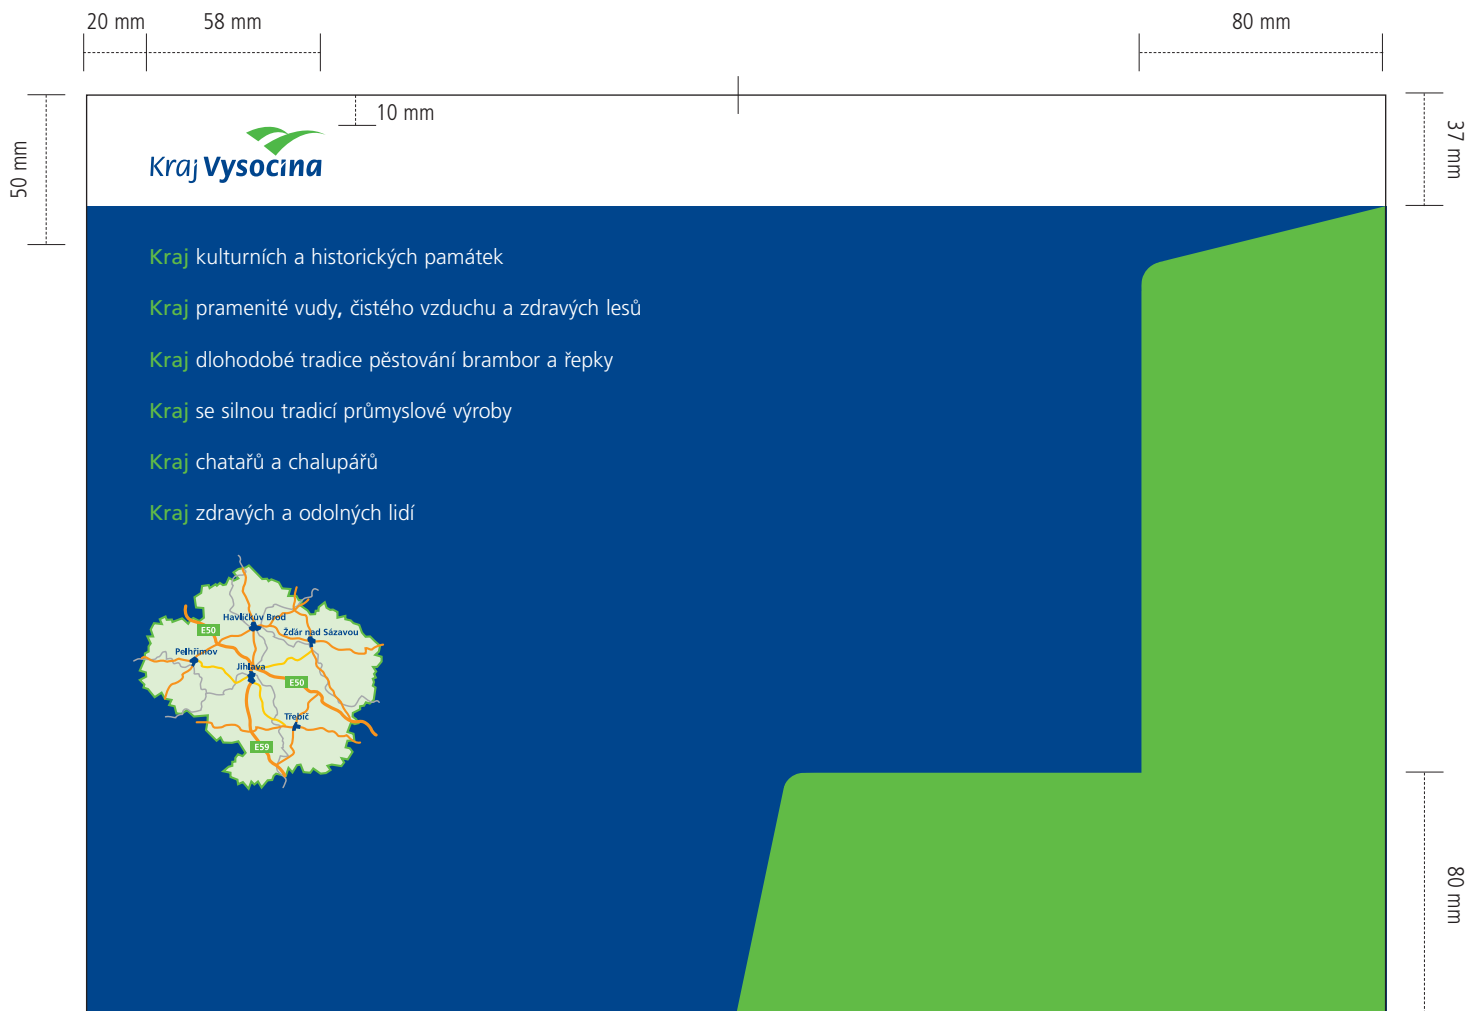 20 mm 58 mm 80 mm
10 mm
37 mm
50 mm
Kraj Vysocina
Kraj kulturních a historických památek
Kraj pramenité vudy, čistého vzduchu a zdravých lesů
Kraj dlohodobé tradice pěstování brambor a řepky
Kraj se silnou tradicí průmyslové výroby
Kraj chatařů a chalupářů
Kraj zdravých a odolných lidí
Havlíčkův Brod
E50
Žďár nad Sázavou
Pelhřimov
Jihlava
E50
Třebíč
E59
80 mm